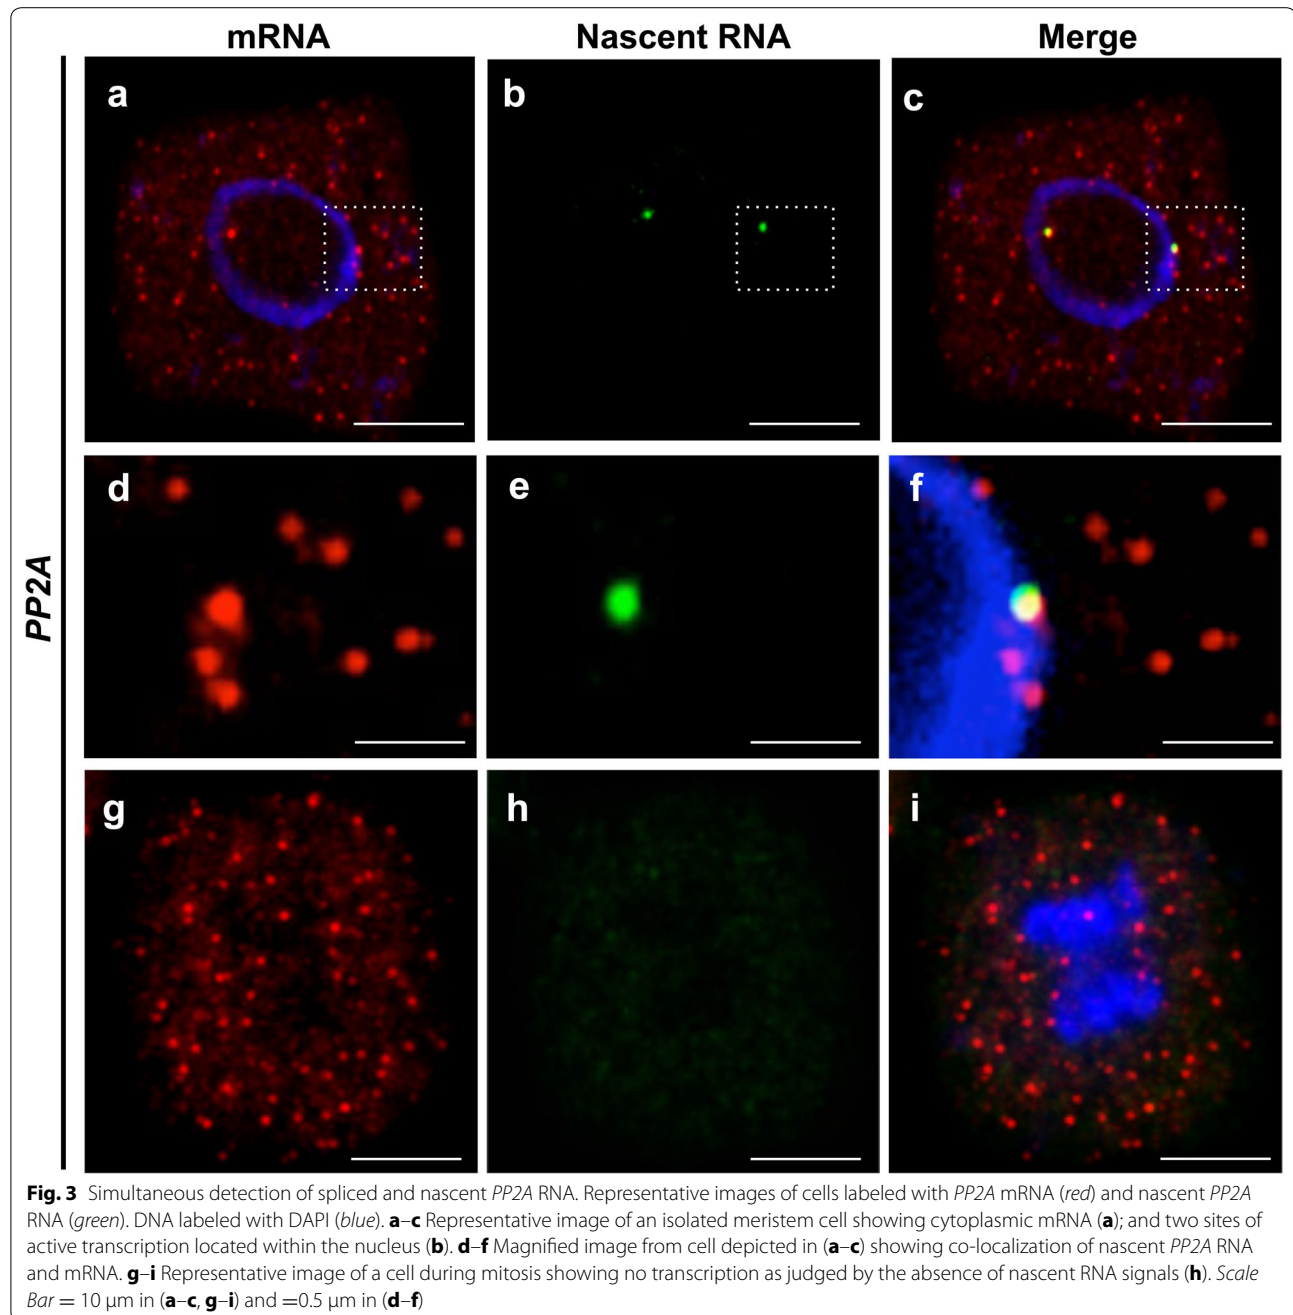 mRNA
Nascent RNA
Merge
PP2A
a
b
c
d
e
f
g
h
i
Fig. 3 Simultaneous detection of spliced and nascent PP2A RNA. Representative images of cells labeled with PP2A mRNA (red) and nascent PP2A
RNA (green). DNA labeled with DAPI (blue). a–c Representative image of an isolated meristem cell showing cytoplasmic mRNA (a); and two sites of
active transcription located within the nucleus (b). d–f Magnified image from cell depicted in (a–c) showing co-localization of nascent PP2A RNA
and mRNA. g–i Representative image of a cell during mitosis showing no transcription as judged by the absence of nascent RNA signals (h). Scale
Bar = 10 μm in (a–c, g–i) and =0.5 μm in (d–f)